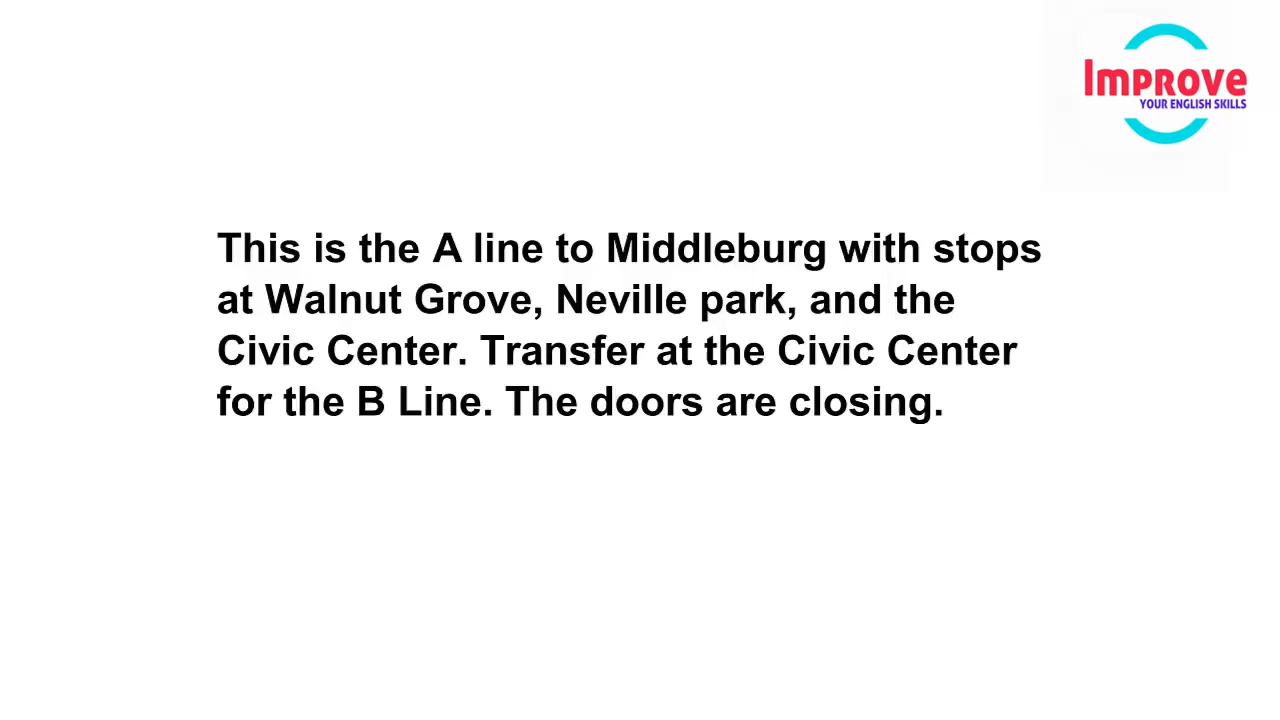 Improve
YOUR ENGLISH SKILLS
This is the A line to Middleburg with stops
at Walnut Grove, Neville park, and the
Civic Center. Transfer at the Civic Center
for the B Line. The doors are closing.